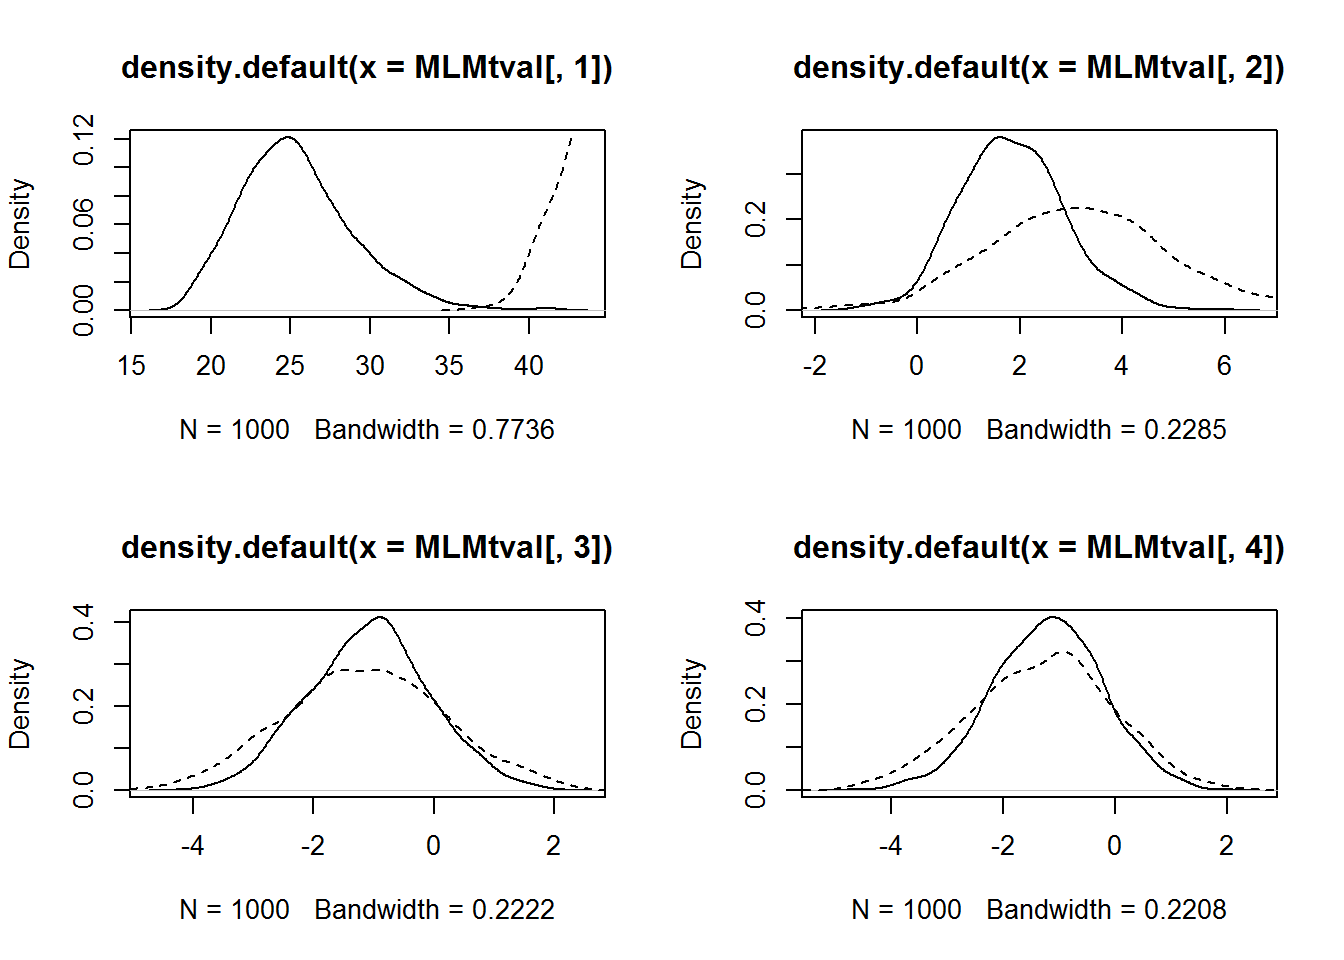 density.default(x = MLMtval[, 1])
Density
0.00 0.06 0.12
15 20 25 30 35 40
N = 1000 Bandwidth = 0.7736
density.default(x = MLMtval[, 2])
Density
0.0 0.2
-2 0 2 4 6
N = 1000 Bandwidth = 0.2285
density.default(x = MLMtval[, 3])
Density
0.0 0.2 0.4
-4 -2 0 2
N = 1000 Bandwidth = 0.2222
density.default(x = MLMtval[, 4])
Density
0.0 0.2 0.4
-4 -2 0 2
N = 1000 Bandwidth = 0.2208